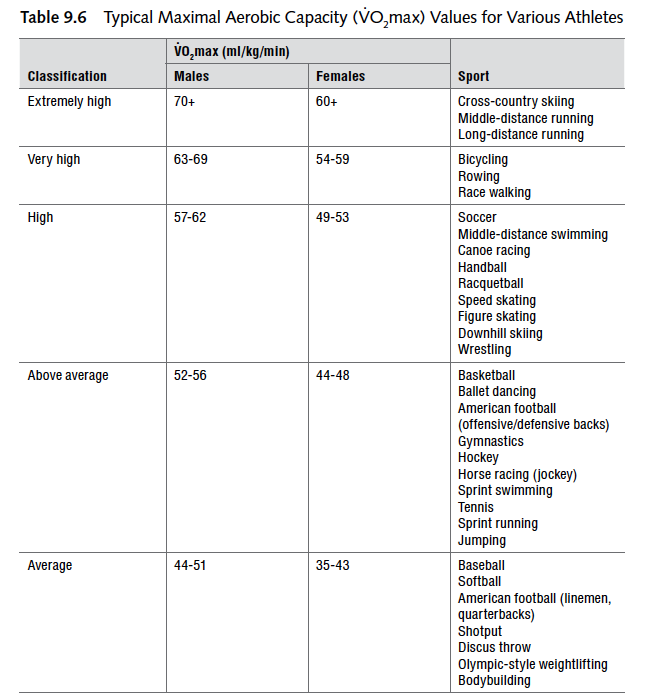 Table 9.6 Typical Maximal Aerobic Capacity (V̇O₂max) Values for Various Athletes
V̇O₂max (ml/kg/min)
Classification Males Females Sport
Extremely high 70+ 60+ Cross-country skiing
Middle-distance running
Long-distance running
Very high 63-69 54-59 Bicycling
Rowing
Race walking
High 57-62 49-53 Soccer
Middle-distance swimming
Canoe racing
Handball
Racquetball
Speed skating
Figure skating
Downhill skiing
Wrestling
Above average 52-56 44-48 Basketball
Ballet dancing
American football
(offensive/defensive backs)
Gymnastics
Hockey
Horse racing (jockey)
Sprint swimming
Tennis
Sprint running
Jumping
Average 44-51 35-43 Baseball
Softball
American football (linemen,
quarterbacks)
Shotput
Discus throw
Olympic-style weightlifting
Bodybuilding